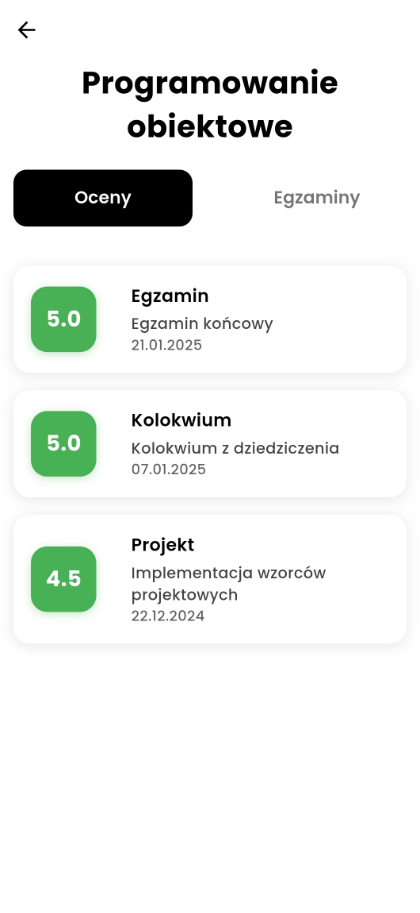 Programowanie
obiektowe
Oceny
Egzaminy
5.0
Egzamin
Egzamin końcowy
21.01.2025
5.0
Kolokwium
Kolokwium z dziedziczenia
07.01.2025
4.5
Projekt
Implementacja wzorców
projektowych
22.12.2024